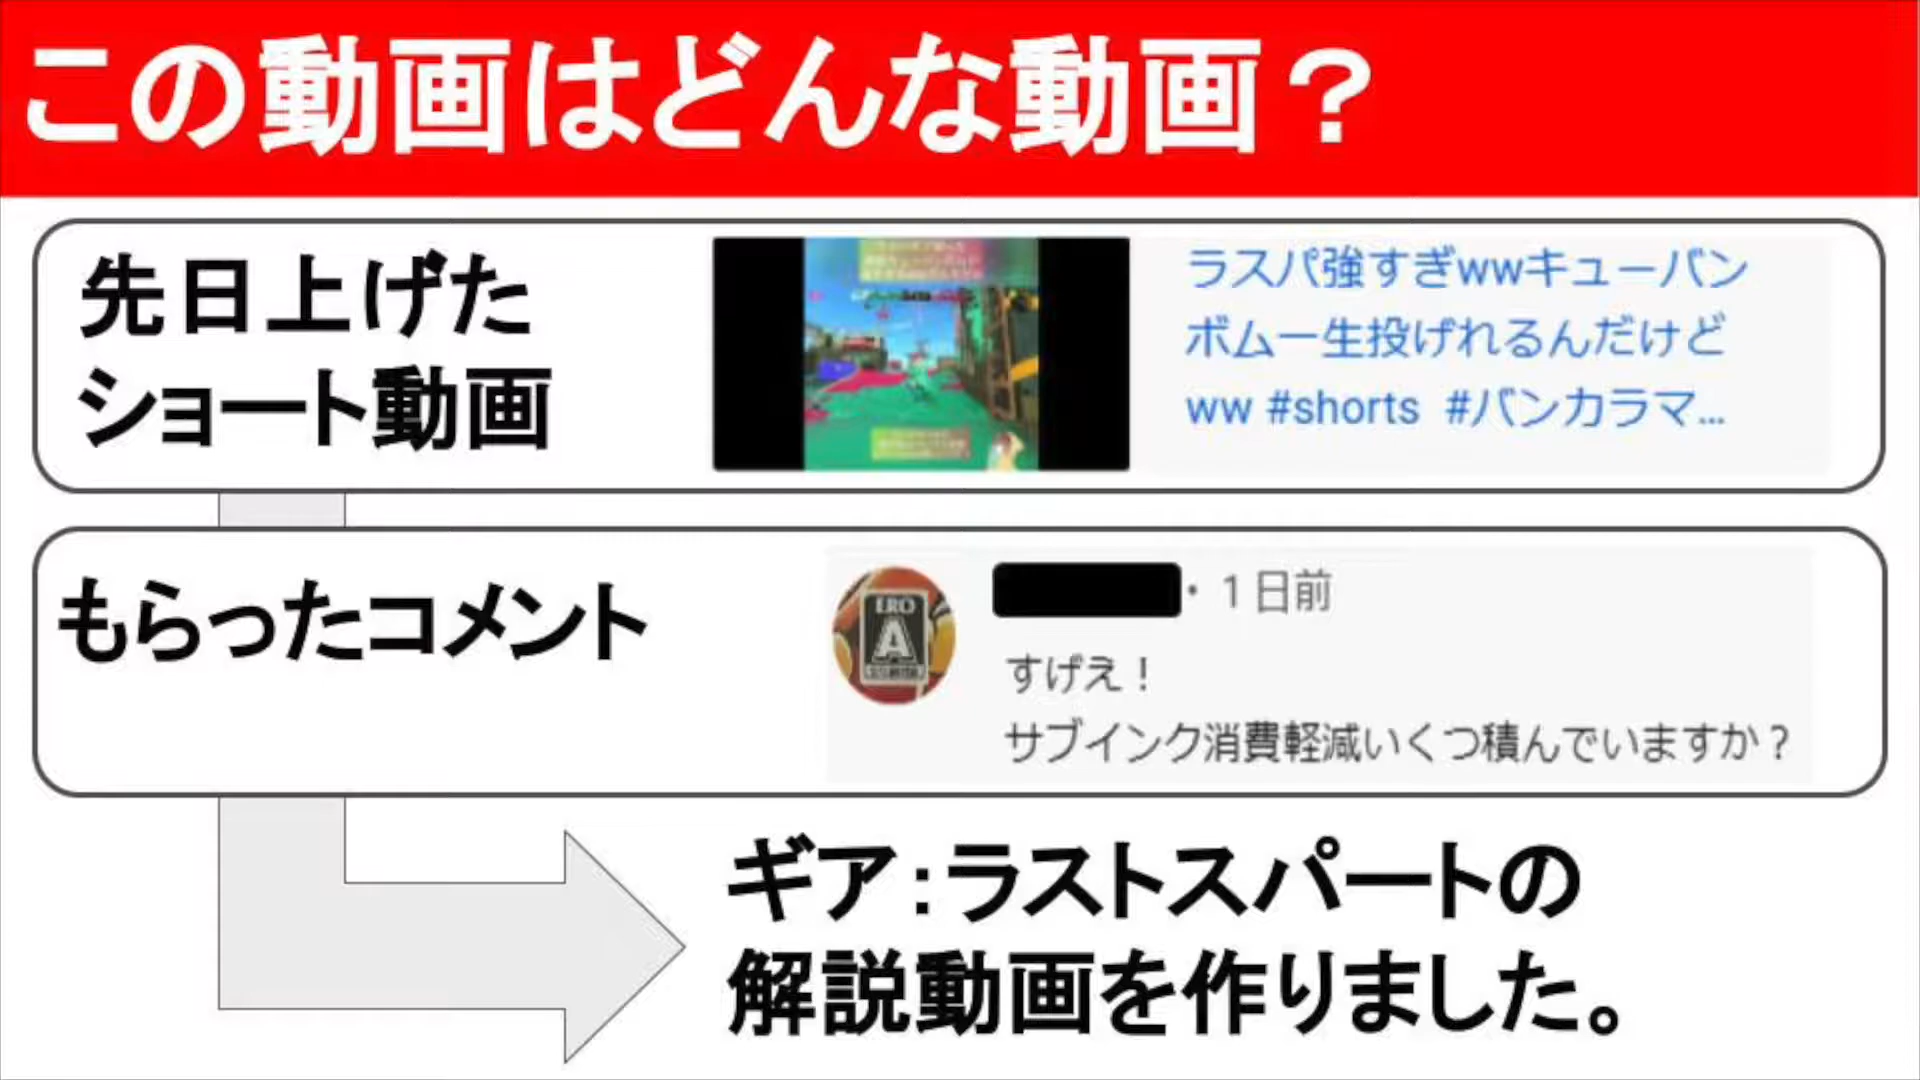 この動画はどんな動画？
先日上げた
ショート動画
ラスパ強すぎwwキューバン
ボム一生投げれるんだけど
ww #shorts #バンカラマ...
もらったコメント
・1日前
ERO
A
すげえ！
サブインク消費軽減いくつ積んでいますか？
ギア：ラストスパートの
解説動画を作りました。